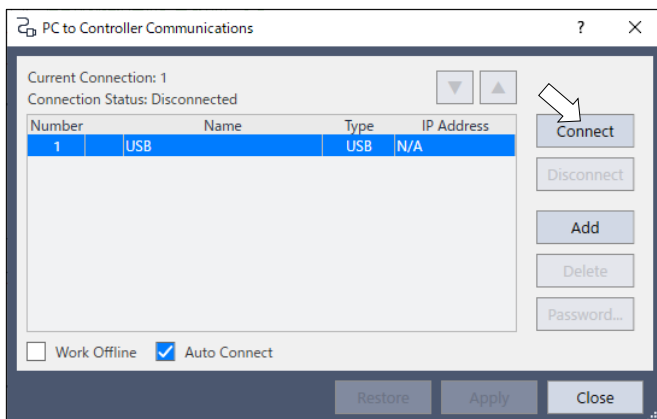 PC to Controller Communications
?
Current Connection: 1
Connection Status: Disconnected
Number Name Type IP Address
1 USB USB N/A
Connect
Disconnect
Add
Delete
Password...
Work Offline Auto Connect
Restore Apply Close